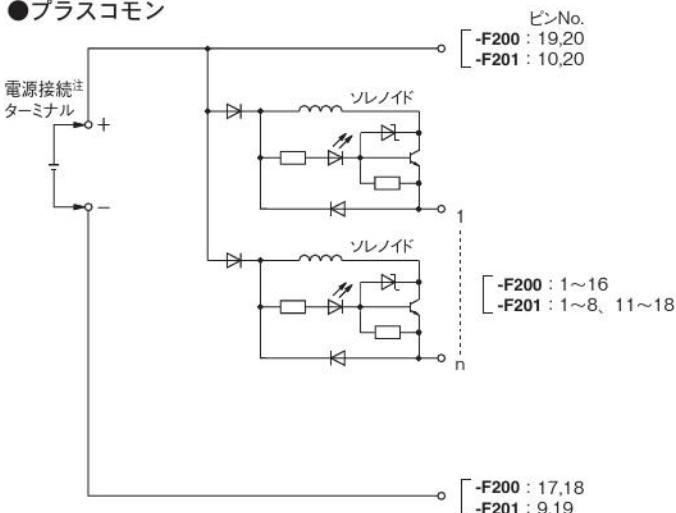 ●プラスコモン
ピンNo.
-F200：19,20
-F201：10,20
電源接続注
ターミナル
+
−
ソレノイド
1
ソレノイド
-F200：1〜16
-F201：1〜8、11〜18
n
-F200：17,18
-F201：9,19